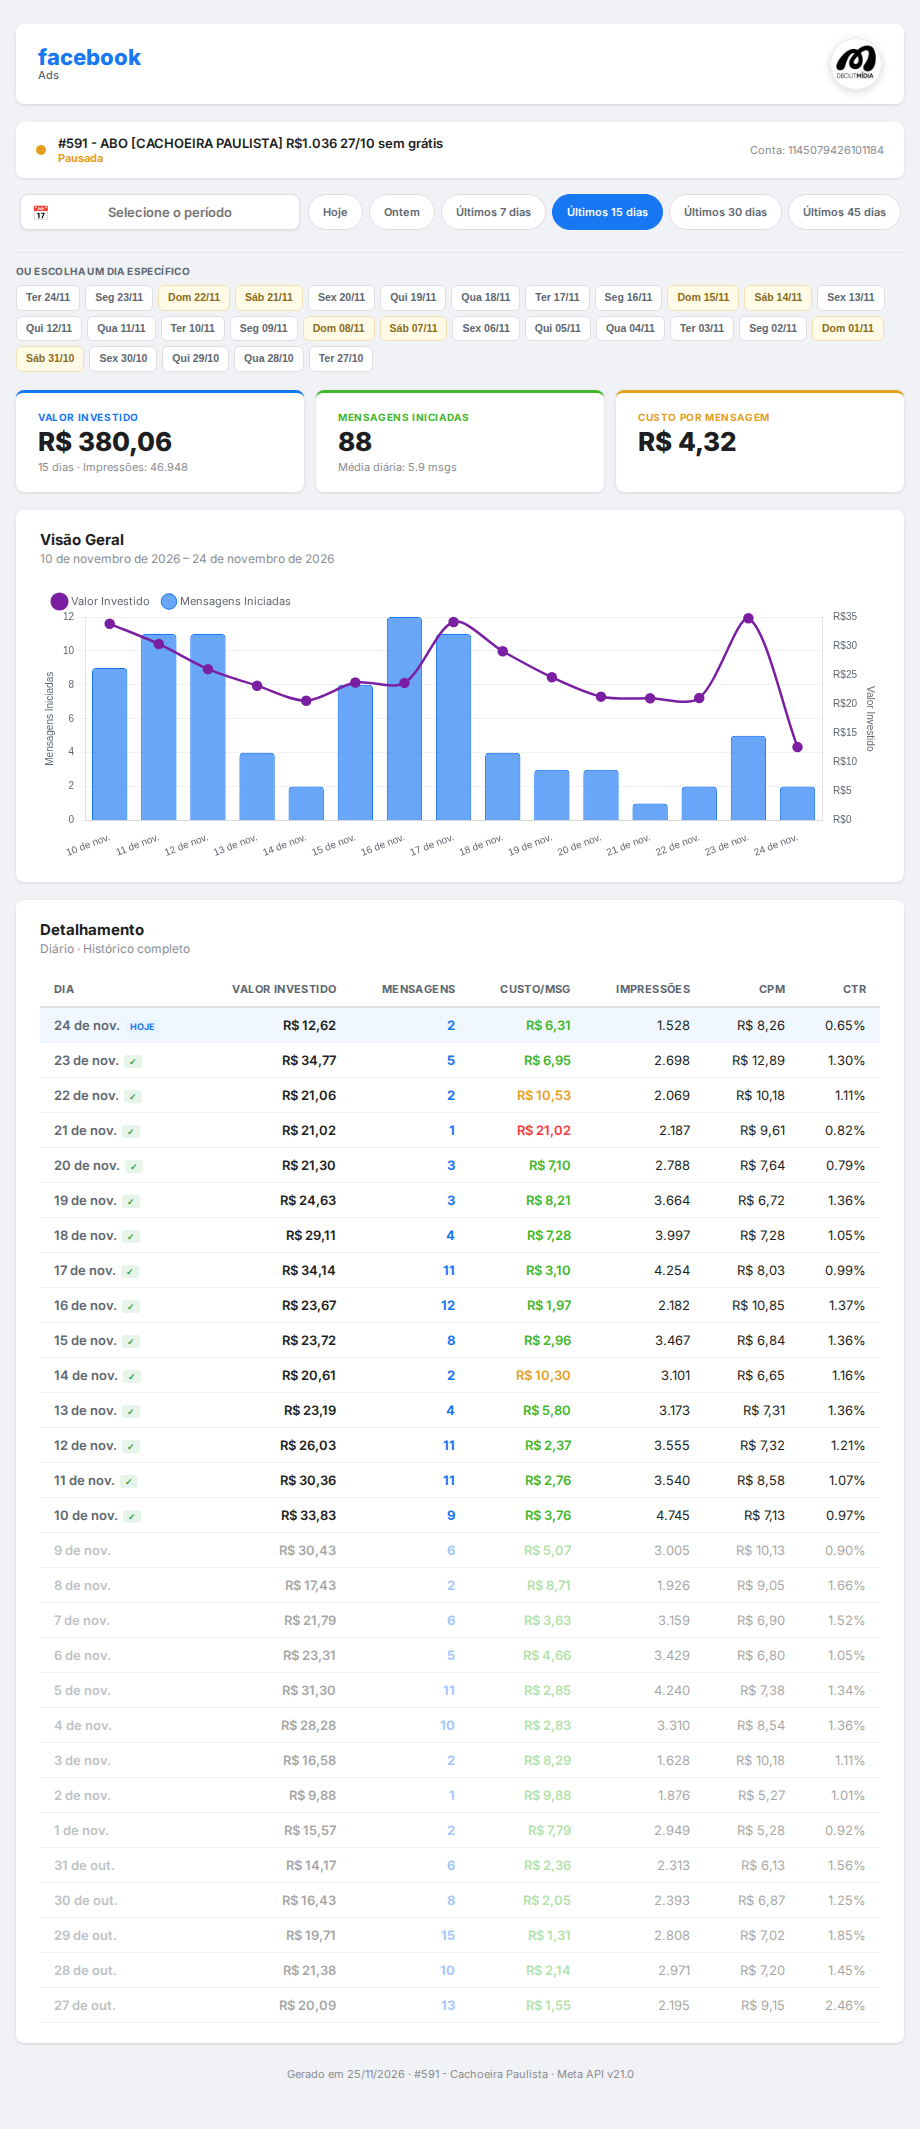 facebook
Ads
DBOUTMÍDIA
#591 - ABO [CACHOEIRA PAULISTA] R$1.036 27/10 sem grátis
Pausada
Conta: 1145079426101184
Selecione o período Hoje Ontem Últimos 7 dias Últimos 15 dias Últimos 30 dias Últimos 45 dias
OU ESCOLHA UM DIA ESPECÍFICO
Ter 24/11 Seg 23/11 Dom 22/11 Sáb 21/11 Sex 20/11 Qui 19/11 Qua 18/11 Ter 17/11 Seg 16/11 Dom 15/11 Sáb 14/11 Sex 13/11
Qui 12/11 Qua 11/11 Ter 10/11 Seg 09/11 Dom 08/11 Sáb 07/11 Sex 06/11 Qui 05/11 Qua 04/11 Ter 03/11 Seg 02/11 Dom 01/11
Sáb 31/10 Sex 30/10 Qui 29/10 Qua 28/10 Ter 27/10
VALOR INVESTIDO
R$ 380,06
15 dias · Impressões: 46.948
MENSAGENS INICIADAS
88
Média diária: 5.9 msgs
CUSTO POR MENSAGEM
R$ 4,32
Visão Geral
10 de novembro de 2026 – 24 de novembro de 2026
Valor Investido Mensagens Iniciadas
Mensagens Iniciadas
12
10
8
6
4
2
0
R$35
R$30
R$25
R$20
R$15
R$10
R$5
R$0
Valor Investido
10 de nov. 11 de nov. 12 de nov. 13 de nov. 14 de nov. 15 de nov. 16 de nov. 17 de nov. 18 de nov. 19 de nov. 20 de nov. 21 de nov. 22 de nov. 23 de nov. 24 de nov.
Detalhamento
Diário · Histórico completo
DIA VALOR INVESTIDO MENSAGENS CUSTO/MSG IMPRESSÕES CPM CTR
24 de nov. HOJE R$ 12,62 2 R$ 6,31 1.528 R$ 8,26 0.65%
23 de nov. ✓ R$ 34,77 5 R$ 6,95 2.698 R$ 12,89 1.30%
22 de nov. ✓ R$ 21,06 2 R$ 10,53 2.069 R$ 10,18 1.11%
21 de nov. ✓ R$ 21,02 1 R$ 21,02 2.187 R$ 9,61 0.82%
20 de nov. ✓ R$ 21,30 3 R$ 7,10 2.788 R$ 7,64 0.79%
19 de nov. ✓ R$ 24,63 3 R$ 8,21 3.664 R$ 6,72 1.36%
18 de nov. ✓ R$ 29,11 4 R$ 7,28 3.997 R$ 7,28 1.05%
17 de nov. ✓ R$ 34,14 11 R$ 3,10 4.254 R$ 8,03 0.99%
16 de nov. ✓ R$ 23,67 12 R$ 1,97 2.182 R$ 10,85 1.37%
15 de nov. ✓ R$ 23,72 8 R$ 2,96 3.467 R$ 6,84 1.36%
14 de nov. ✓ R$ 20,61 2 R$ 10,30 3.101 R$ 6,65 1.16%
13 de nov. ✓ R$ 23,19 4 R$ 5,80 3.173 R$ 7,31 1.36%
12 de nov. ✓ R$ 26,03 11 R$ 2,37 3.555 R$ 7,32 1.21%
11 de nov. ✓ R$ 30,36 11 R$ 2,76 3.540 R$ 8,58 1.07%
10 de nov. ✓ R$ 33,83 9 R$ 3,76 4.745 R$ 7,13 0.97%
9 de nov. R$ 30,43 6 R$ 5,07 3.005 R$ 10,13 0.90%
8 de nov. R$ 17,43 2 R$ 8,71 1.926 R$ 9,05 1.66%
7 de nov. R$ 21,79 6 R$ 3,63 3.159 R$ 6,90 1.52%
6 de nov. R$ 23,31 5 R$ 4,66 3.429 R$ 6,80 1.05%
5 de nov. R$ 31,30 11 R$ 2,85 4.240 R$ 7,38 1.34%
4 de nov. R$ 28,28 10 R$ 2,83 3.310 R$ 8,54 1.36%
3 de nov. R$ 16,58 2 R$ 8,29 1.628 R$ 10,18 1.11%
2 de nov. R$ 9,88 1 R$ 9,88 1.876 R$ 5,27 1.01%
1 de nov. R$ 15,57 2 R$ 7,79 2.949 R$ 5,28 0.92%
31 de out. R$ 14,17 6 R$ 2,36 2.313 R$ 6,13 1.56%
30 de out. R$ 16,43 8 R$ 2,05 2.393 R$ 6,87 1.25%
29 de out. R$ 19,71 15 R$ 1,31 2.808 R$ 7,02 1.85%
28 de out. R$ 21,38 10 R$ 2,14 2.971 R$ 7,20 1.45%
27 de out. R$ 20,09 13 R$ 1,55 2.195 R$ 9,15 2.46%
Gerado em 25/11/2026 · #591 - Cachoeira Paulista · Meta API v21.0